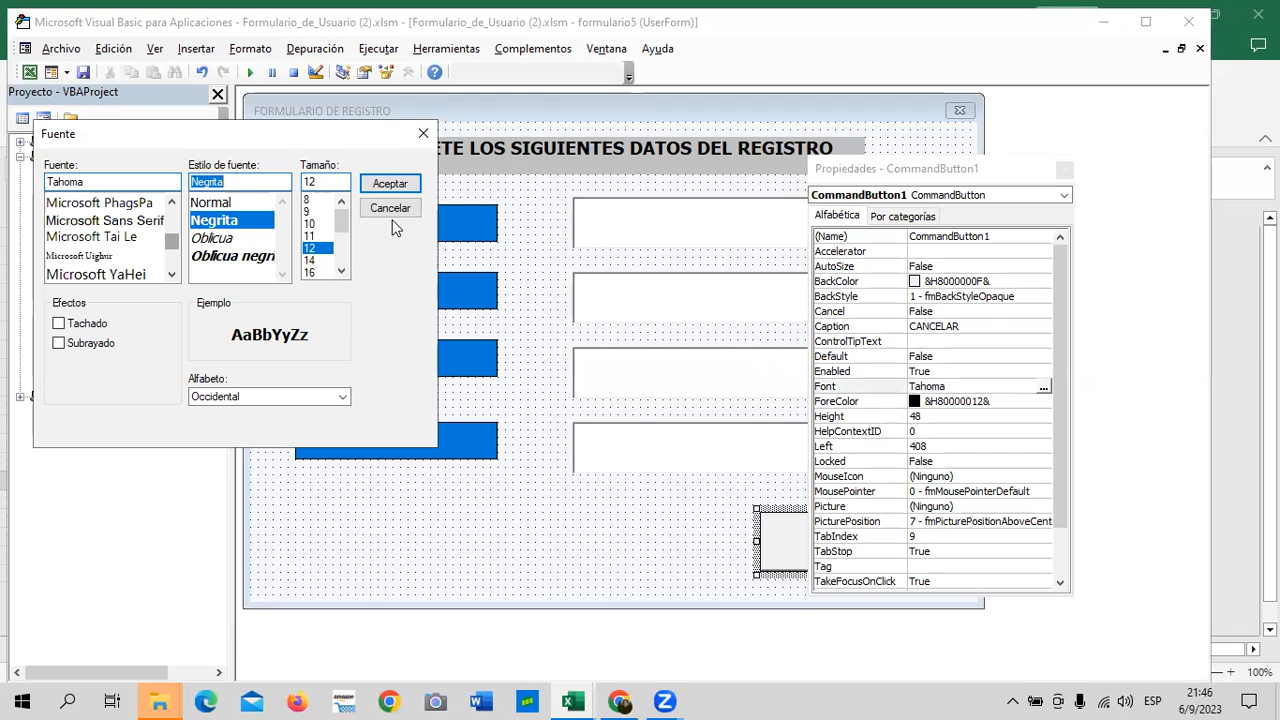 Microsoft Visual Basic para Aplicaciones - Formulario_de_Usuario (2).xlsm - [Formulario_de_Usuario (2).xlsm - formulario5 (UserForm)]
Archivo Edición Ver Insertar Formato Depuración Ejecutar Herramientas Complementos Ventana Ayuda
Proyecto - VBAProject
FORMULARIO DE REGISTRO
ETE LOS SIGUIENTES DATOS DEL REGISTRO
Fuente
Fuente: Estilo de fuente: Tamaño:
Tahoma Negrita 12 Aceptar
Cancelar
Microsoft PhagsPa
Microsoft Sans Serif
Microsoft Tai Le
Microsoft Uighur
Microsoft YaHei
Normal
Negrita
Oblicua
Oblicua negri
8
9
10
11
12
14
16
Efectos
Tachado
Subrayado
Ejemplo
AaBbYyZz
Alfabeto:
Occidental
Propiedades - CommandButton1
CommandButton1 CommandButton
Alfabética Por categorías
(Name) CommandButton1
Accelerator
AutoSize False
BackColor &H8000000F&
BackStyle 1 - fmBackStyleOpaque
Cancel False
Caption CANCELAR
ControlTipText
Default False
Enabled True
Font Tahoma ...
ForeColor &H80000012&
Height 48
HelpContextID 0
Left 408
Locked False
MouseIcon (Ninguno)
MousePointer 0 - fmMousePointerDefault
Picture (Ninguno)
PicturePosition 7 - fmPicturePositionAboveCent
TabIndex 9
TabStop True
Tag
TakeFocusOnClick True
100%
ESP
21:46
6/9/2023